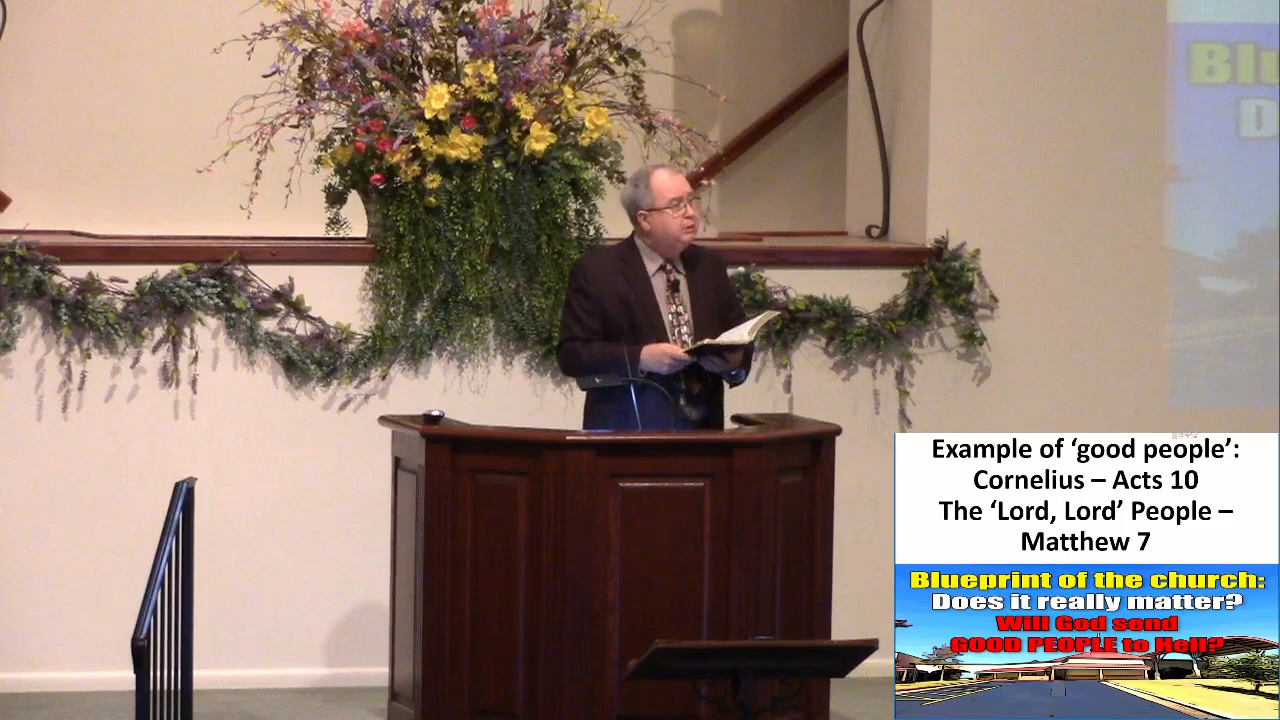 Blu
D
Example of ‘good people’:
Cornelius – Acts 10
The ‘Lord, Lord’ People –
Matthew 7
Blueprint of the church:
Does it really matter?
Will God send
GOOD PEOPLE to Hell?